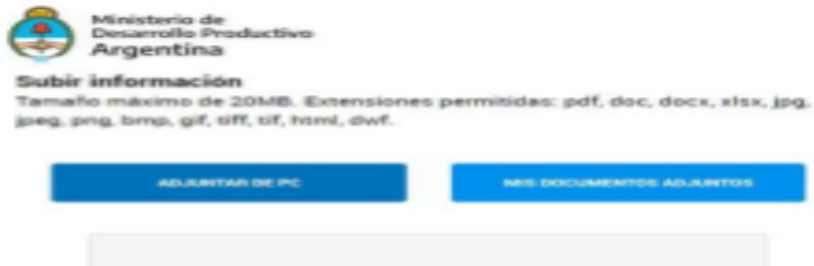 Ministerio de
Desarrollo Productivo
Argentina
Subir información
Tamaño máximo de 20MB. Extensiones permitidas: pdf, doc, docx, xlsx, jpg,
jpeg, png, bmp, gif, tiff, tif, html, dwf.
ADJUNTAR DE PC
MIS DOCUMENTOS ADJUNTOS